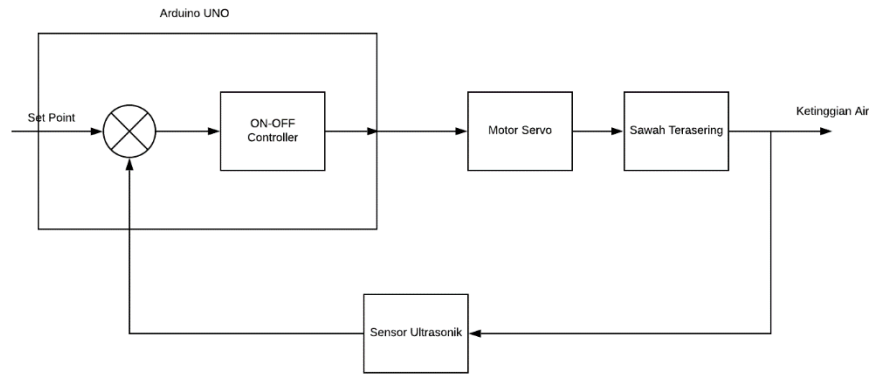 Arduino UNO
Set Point
ON-OFF
Controller
Motor Servo
Sawah Terasering
Ketinggian Air
Sensor Ultrasonik